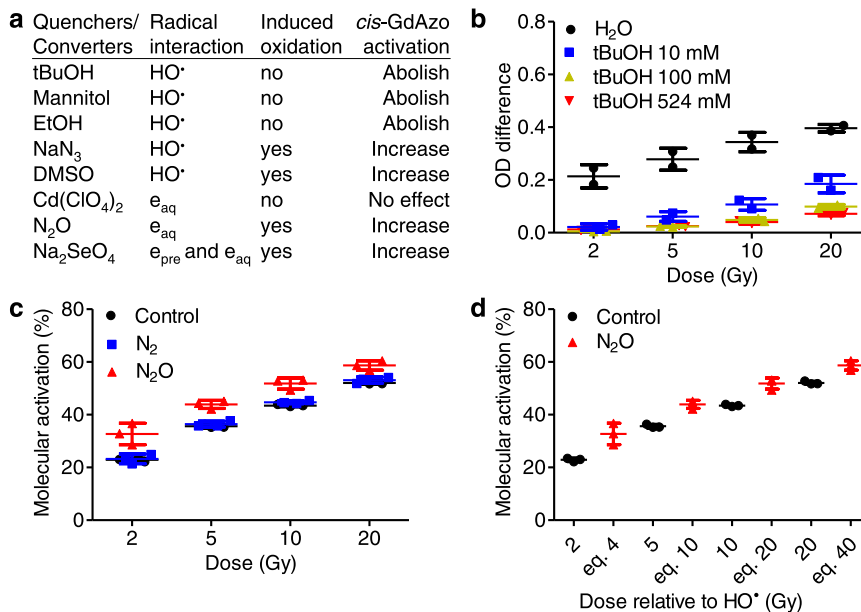 a
Quenchers/ Radical Induced cis-GdAzo
Converters interaction oxidation activation
tBuOH HO• no Abolish
Mannitol HO• no Abolish
EtOH HO• no Abolish
NaN₃ HO• yes Increase
DMSO HO• yes Increase
Cd(ClO₄)₂ eaq no No effect
N₂O eaq yes Increase
Na₂SeO₄ epre and eaq yes Increase
b
H₂O
tBuOH 10 mM
tBuOH 100 mM
tBuOH 524 mM
OD difference
0.8
0.6
0.4
0.2
0.0
2 5 10 20
Dose (Gy)
c
Control
N₂
N₂O
Molecular activation (%)
80
60
40
20
0
2 5 10 20
Dose (Gy)
d
Control
N₂O
Molecular activation (%)
80
60
40
20
0
2 eq. 4 5 eq. 10 10 eq. 20 20 eq. 40
Dose relative to HO• (Gy)